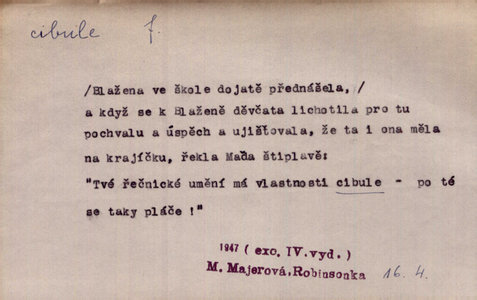 cibule f.
/Blažena ve škole dojatě přednášela, /
a když se k Blaženě děvčata lichotila pro tu
pochvalu a úspěch a ujišťovala, že ta i ona měla
na krajíčku, řekla Maďa štiplavě:
"Tvé řečnické umění má vlastnosti cibule - po té
se taky pláče !"
1947 ( exc. IV. vyd. )
M. Majerová, Robinsonka 16. 4.